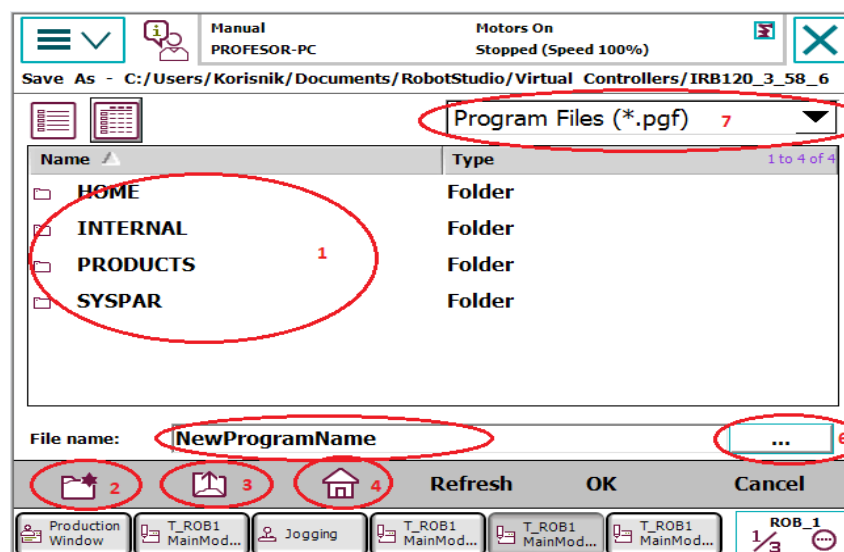 Manual
PROFESOR-PC
Motors On
Stopped (Speed 100%)
Save As - C:/Users/Korisnik/Documents/RobotStudio/Virtual Controllers/IRB120_3_58_6
Program Files (*.pgf) 7
Name Type 1 to 4 of 4
HOME Folder
INTERNAL Folder
1
PRODUCTS Folder
SYSPAR Folder
File name: NewProgramName ... 6
2 3 4 Refresh OK Cancel
Production Window
T_ROB1 MainMod...
Jogging
T_ROB1 MainMod...
T_ROB1 MainMod...
T_ROB1 MainMod...
ROB_1
1/3